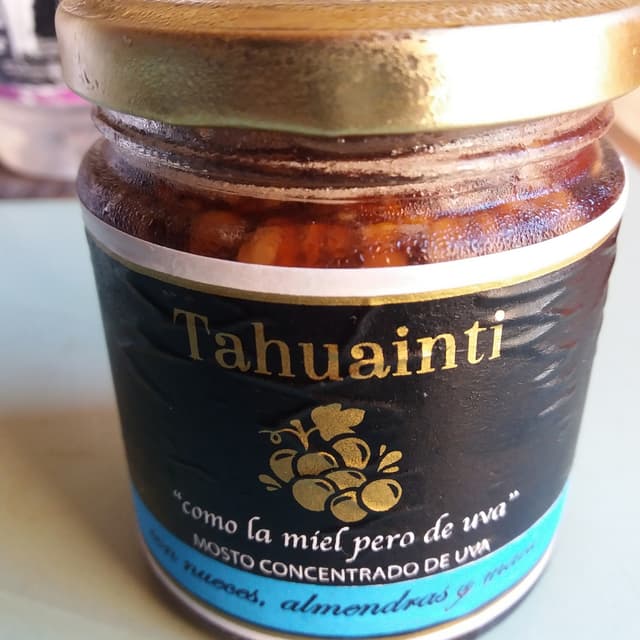 Tahuainti
“como la miel pero de uva”
MOSTO CONCENTRADO DE UVA
nueces, almendras y